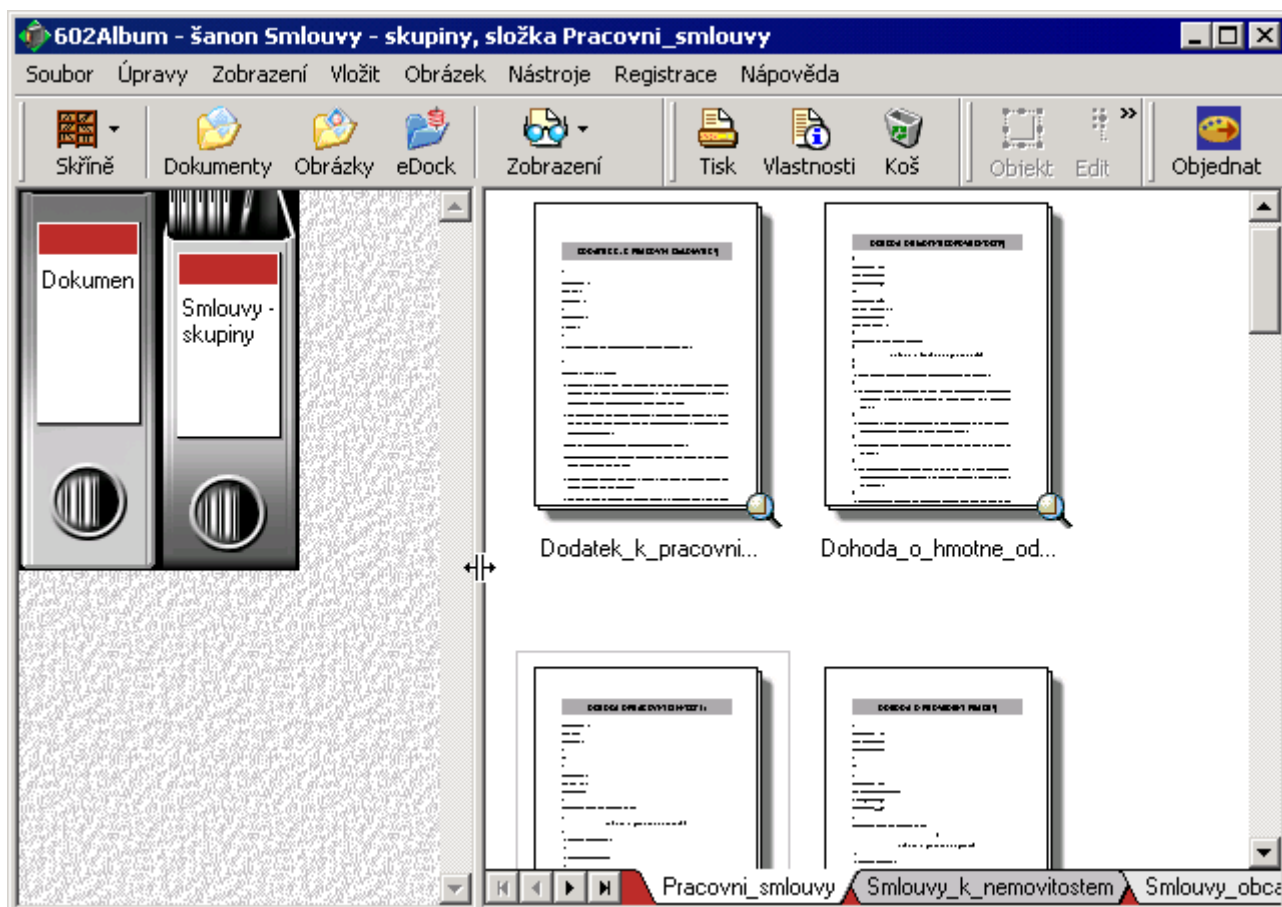 602Album - šanon Smlouvy - skupiny, složka Pracovni_smlouvy
Soubor Úpravy Zobrazení Vložit Obrázek Nástroje Registrace Nápověda
Skříně Dokumenty Obrázky eDock Zobrazení Tisk Vlastnosti Koš Objekt Edit Objednat
Dokumen
Smlouvy -
skupiny
Dodatek_k_pracovni... Dohoda_o_hmotne_od...
Pracovni_smlouvy Smlouvy_k_nemovitostem Smlouvy_obca